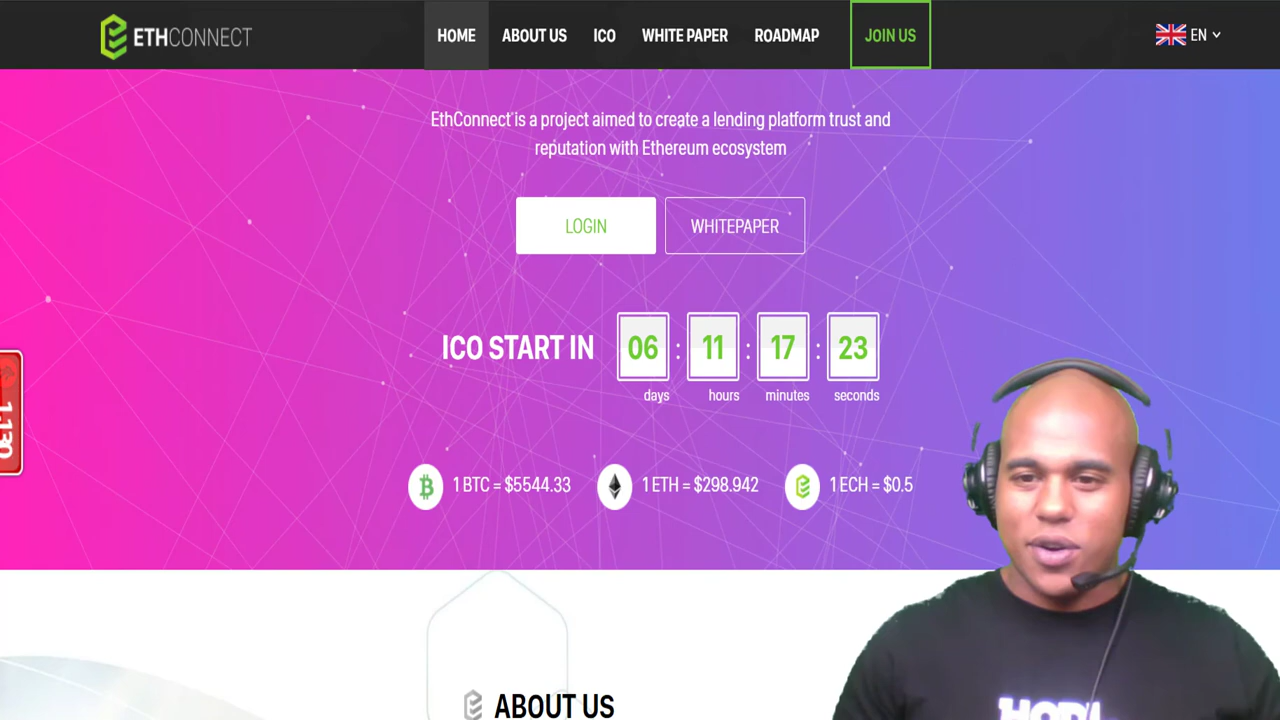 ETHCONNECT
HOME
ABOUT US
ICO
WHITE PAPER
ROADMAP
JOIN US
EN
EthConnect is a project aimed to create a lending platform trust and
reputation with Ethereum ecosystem
LOGIN
WHITEPAPER
ICO START IN
06 : 11 : 17 : 23
days hours minutes seconds
1 BTC = $5544.33
1 ETH = $298.942
1 ECH = $0.5
ABOUT US